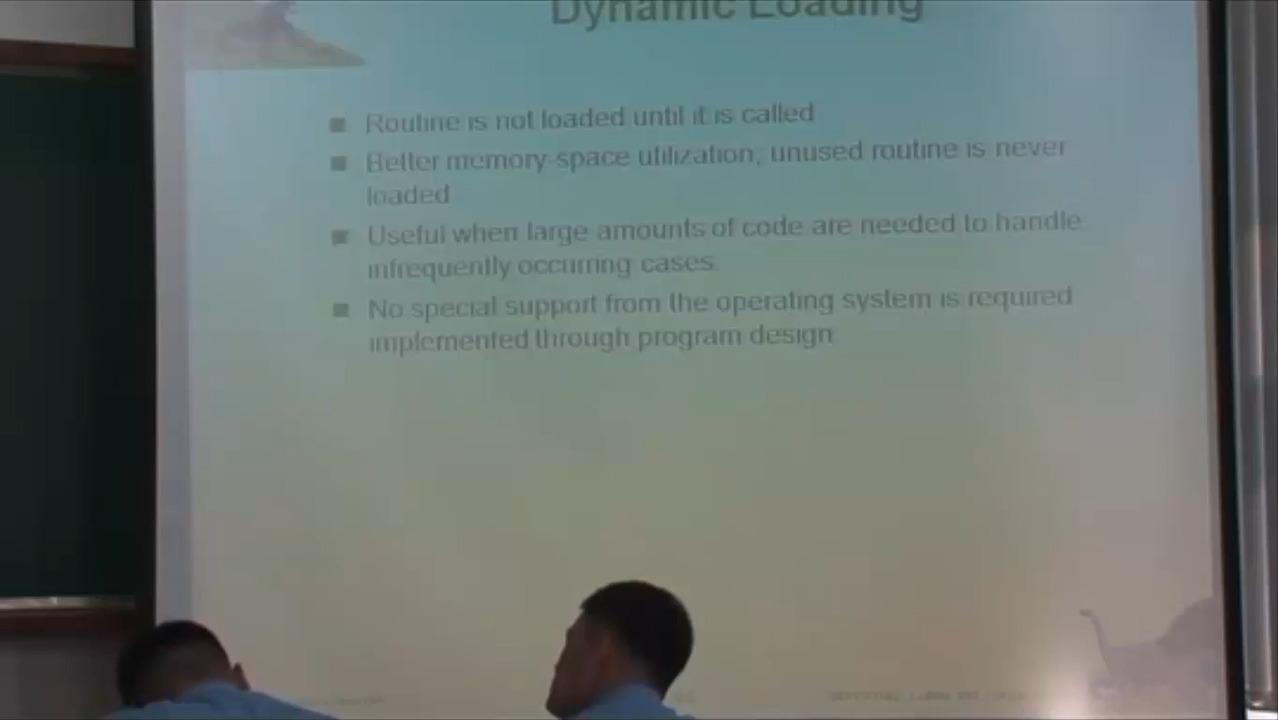 Dynamic Loading
Routine is not loaded until it is called
Better memory-space utilization; unused routine is never
loaded
Useful when large amounts of code are needed to handle
infrequently occurring cases
No special support from the operating system is required
implemented through program design